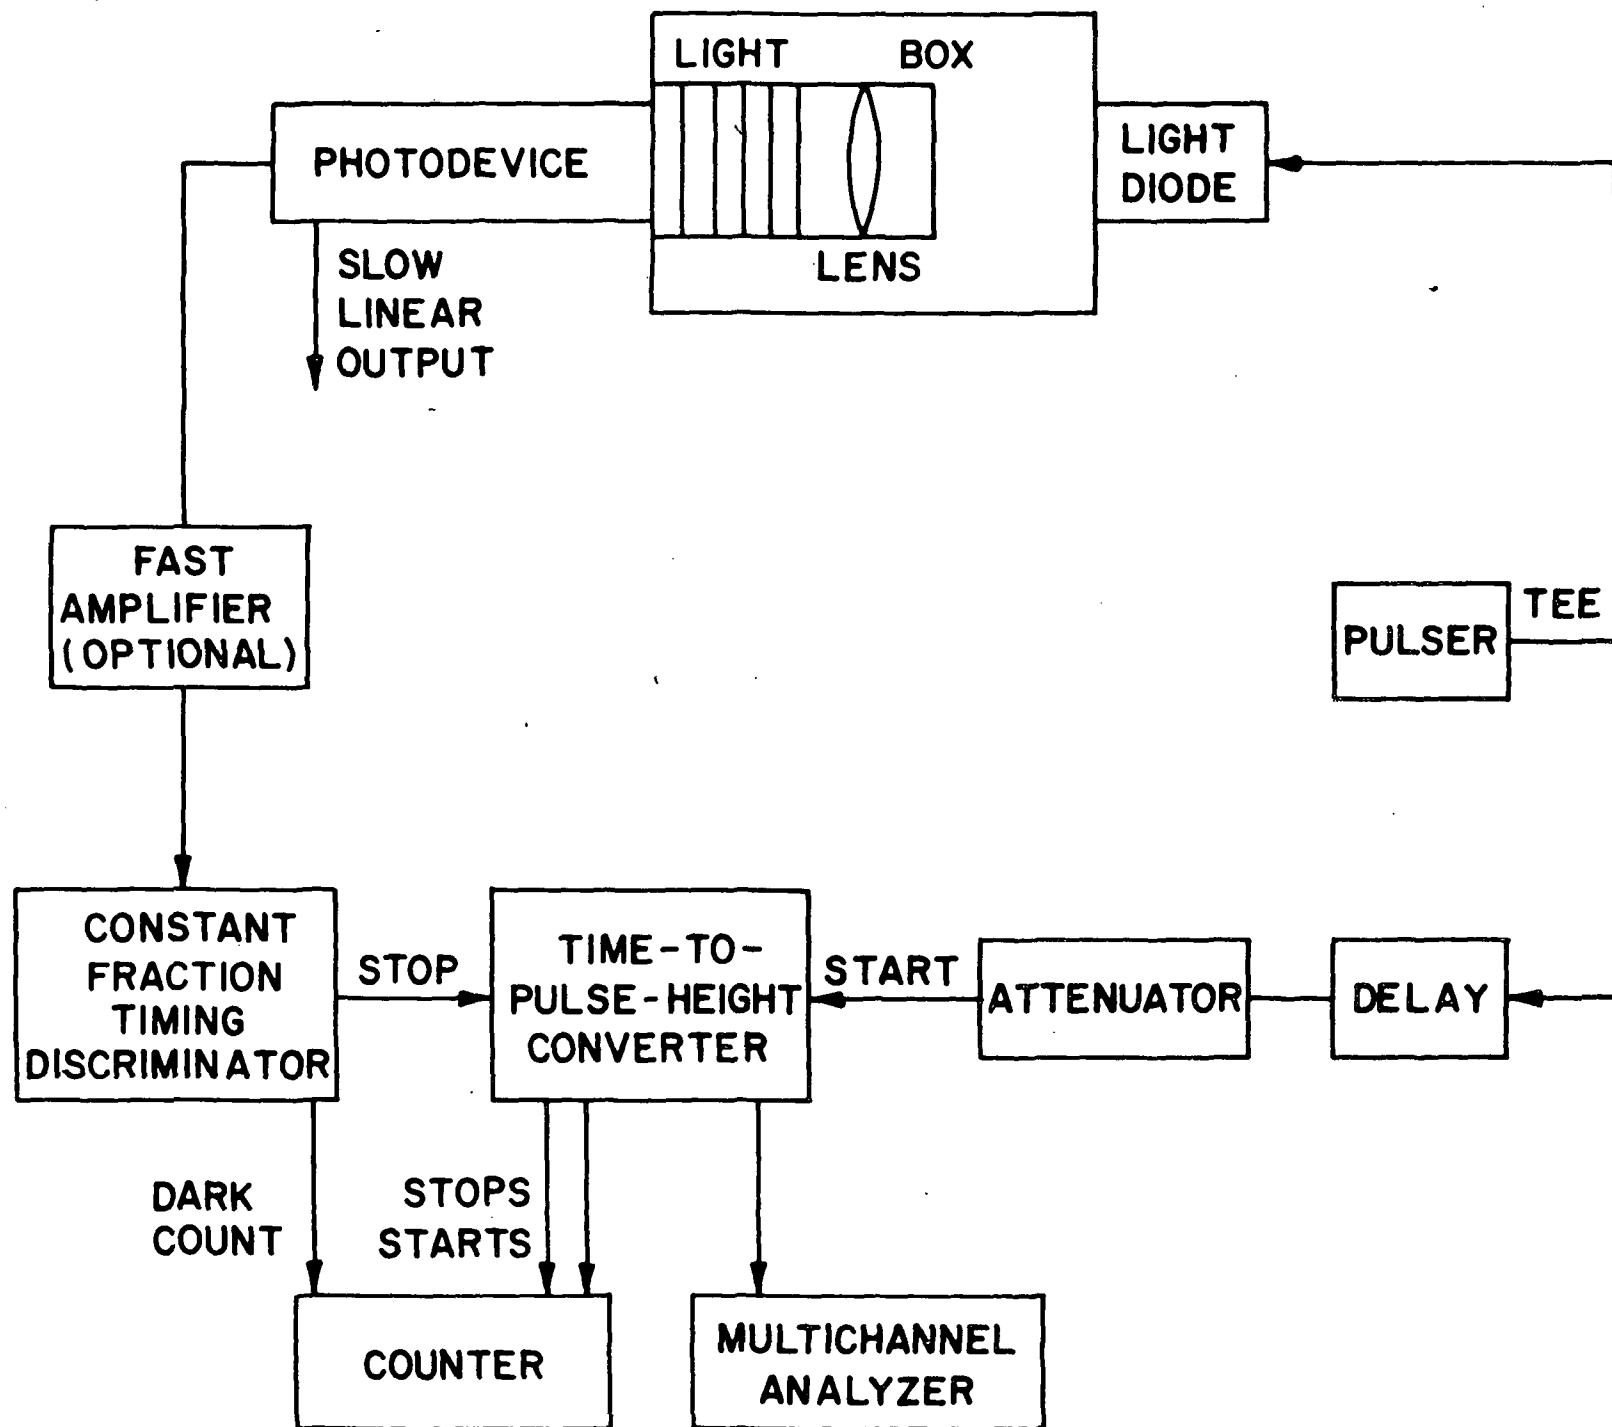 LIGHT BOX
PHOTODEVICE
LIGHT
DIODE
LENS
SLOW
LINEAR
OUTPUT
FAST
AMPLIFIER
(OPTIONAL)
TEE
PULSER
CONSTANT
FRACTION
TIMING
DISCRIMINATOR
STOP
TIME-TO-
PULSE-HEIGHT
CONVERTER
START
ATTENUATOR
DELAY
DARK
COUNT
STOPS
STARTS
COUNTER
MULTICHANNEL
ANALYZER